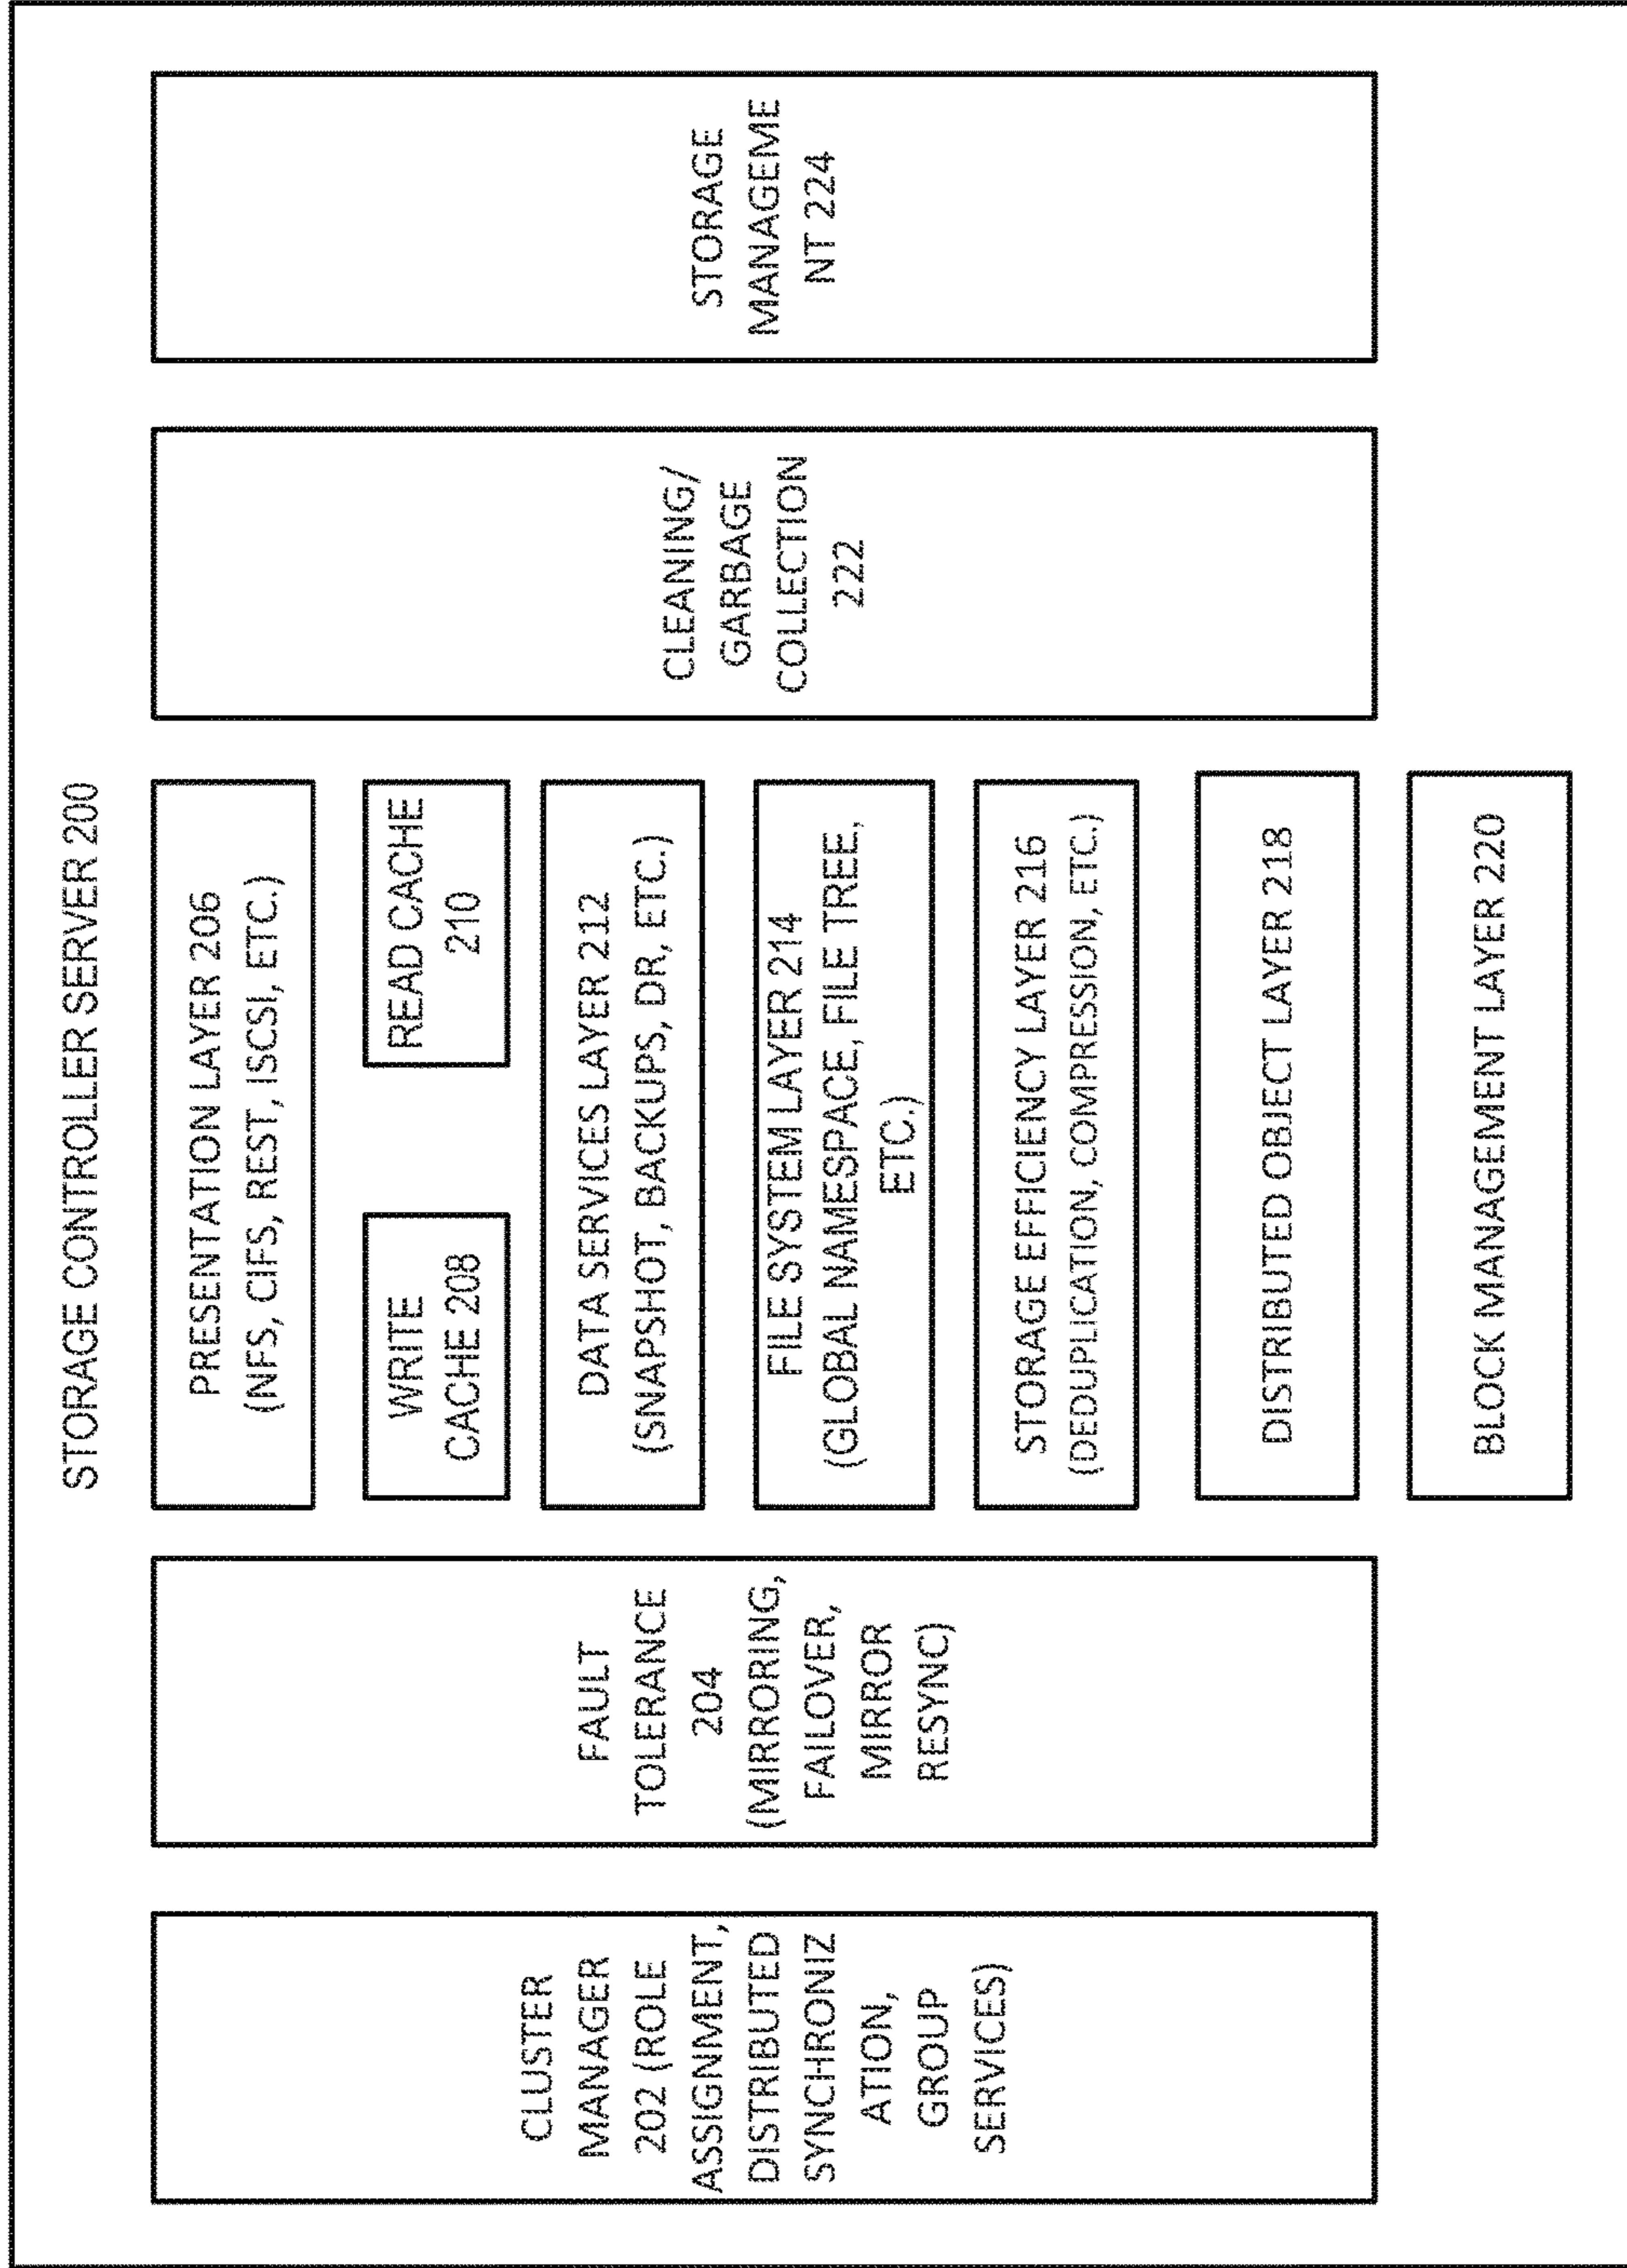 STORAGE CONTROLLER SERVER 200
CLUSTER
MANAGER
202 (ROLE
ASSIGNMENT,
DISTRIBUTED
SYNCHRONIZ
ATION,
GROUP
SERVICES)
FAULT
TOLERANCE
204
(MIRRORING,
FAILOVER,
MIRROR
RESYNC)
PRESENTATION LAYER 206
(NFS, CIFS, REST, ISCSI, ETC.)
WRITE
CACHE 208
READ CACHE
210
DATA SERVICES LAYER 212
(SNAPSHOT, BACKUPS, DR, ETC.)
FILE SYSTEM LAYER 214
(GLOBAL NAMESPACE, FILE TREE,
ETC.)
STORAGE EFFICIENCY LAYER 216
(DEDUPLICATION, COMPRESSION, ETC.)
DISTRIBUTED OBJECT LAYER 218
BLOCK MANAGEMENT LAYER 220
CLEANING/
GARBAGE
COLLECTION
222
STORAGE
MANAGEME
NT 224